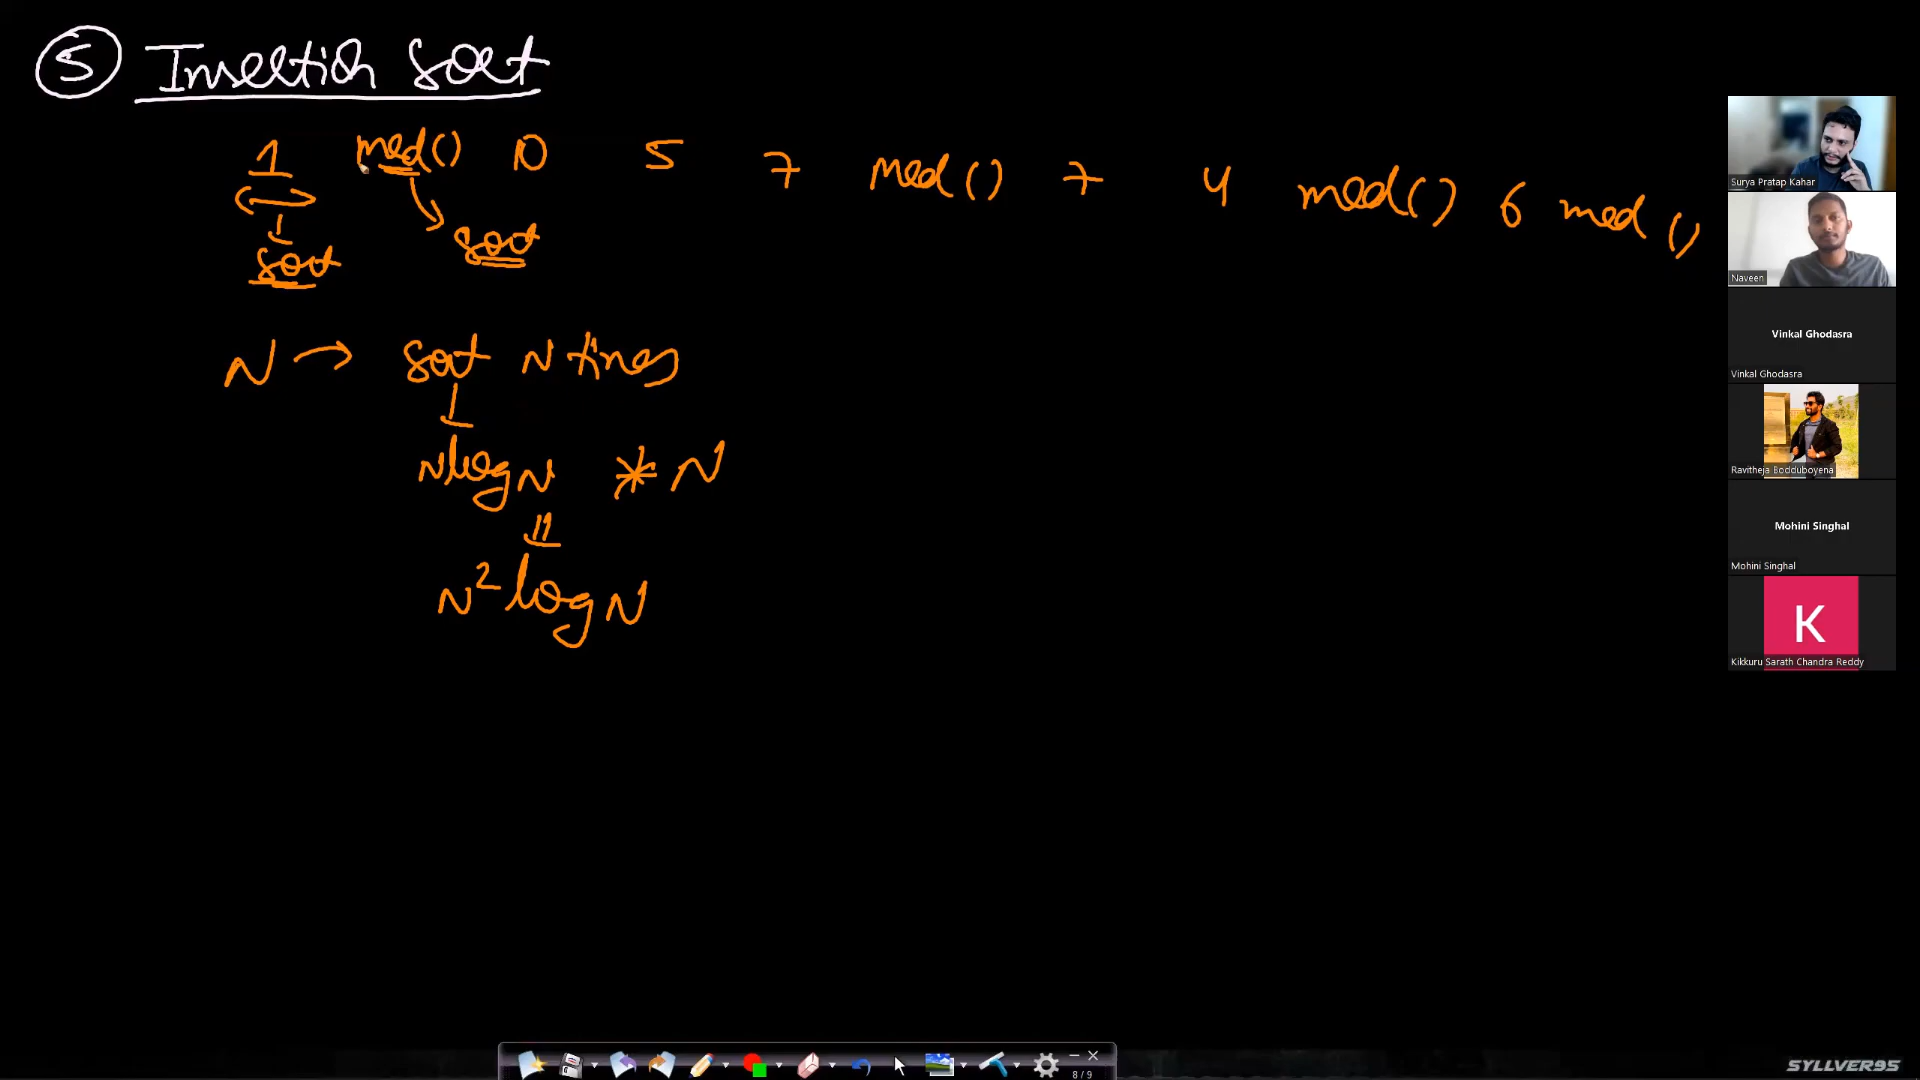 5 Insertion Sort
1 med() 10 5 7 med() 7 4 med() 6 med()
sort
sort
N → sort N times
NlogN * N
N² log N
Surya Pratap Kahar
Naveen
Vinkal Ghodasra
Vinkal Ghodasra
Ravitheja Bodduboyena
Mohini Singhal
Mohini Singhal
K
Kikkuru Sarath Chandra Reddy
8/9
SYLLVER95